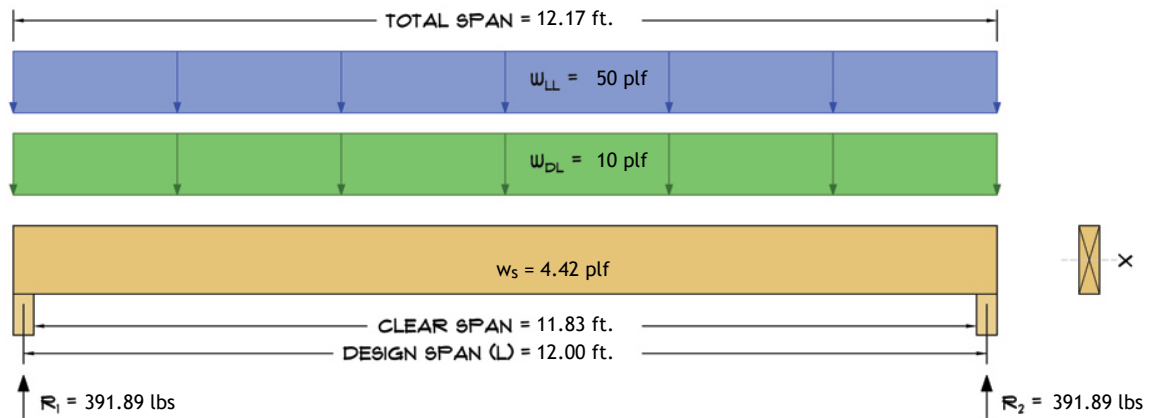 TOTAL SPAN = 12.17 ft.
WLL = 50 plf
WDL = 10 plf
ws = 4.42 plf
X
CLEAR SPAN = 11.83 ft.
DESIGN SPAN (L) = 12.00 ft.
R1 = 391.89 lbs
R2 = 391.89 lbs